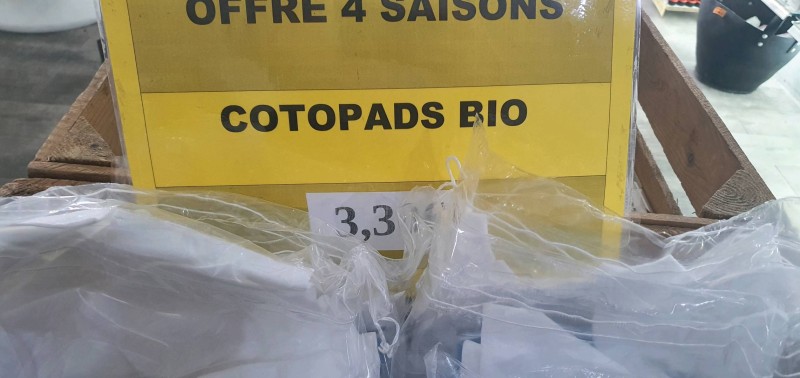 OFFRE 4 SAISONS
COTOPADS BIO
3,3